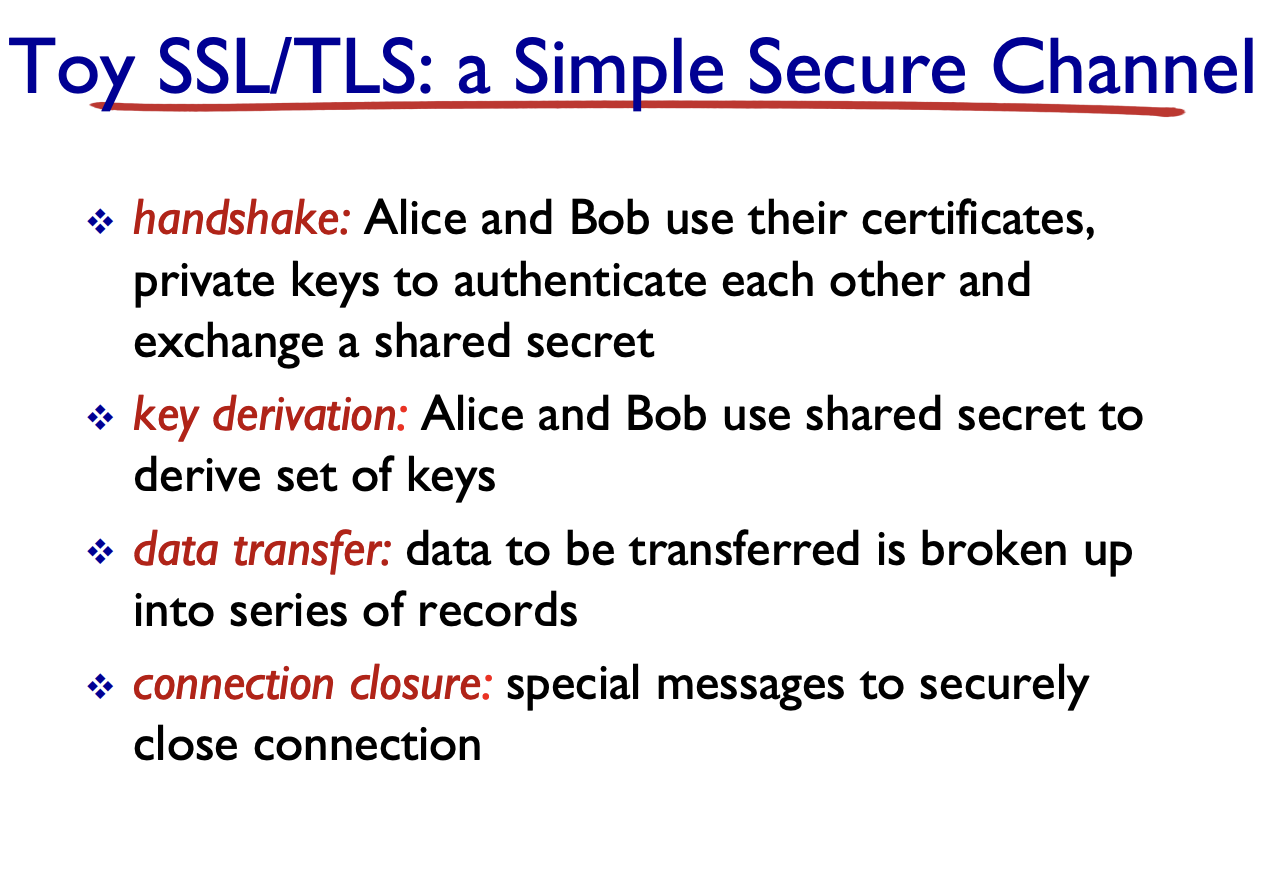 Toy SSL/TLS: a Simple Secure Channel
❖ handshake: Alice and Bob use their certificates,
private keys to authenticate each other and
exchange a shared secret
❖ key derivation: Alice and Bob use shared secret to
derive set of keys
❖ data transfer: data to be transferred is broken up
into series of records
❖ connection closure: special messages to securely
close connection